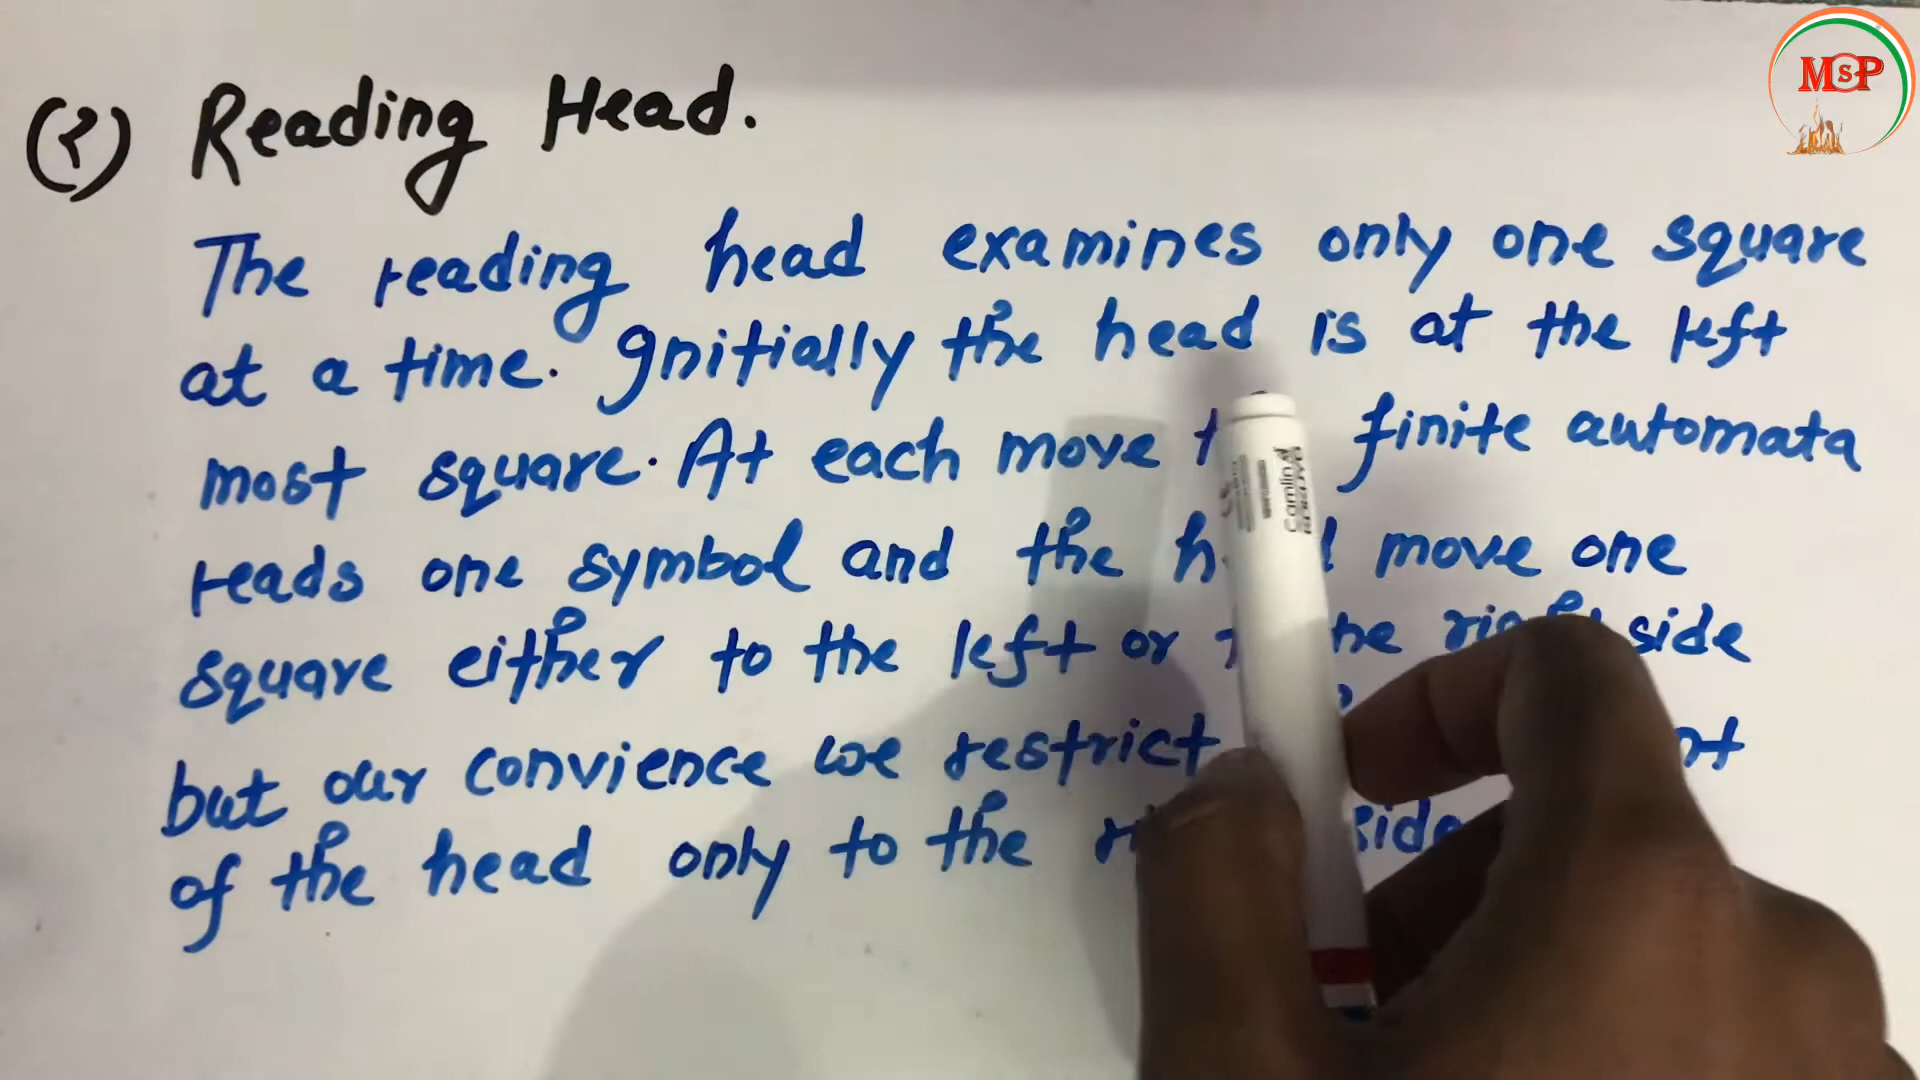 MSP
(२) Reading Head.
The reading head examines only one square
at a time. Initially the head is at the left
most square. At each move finite automata
reads one symbol and the move one
square either to the left or side
but our convience we restrict
of the head only to the side
Camlin